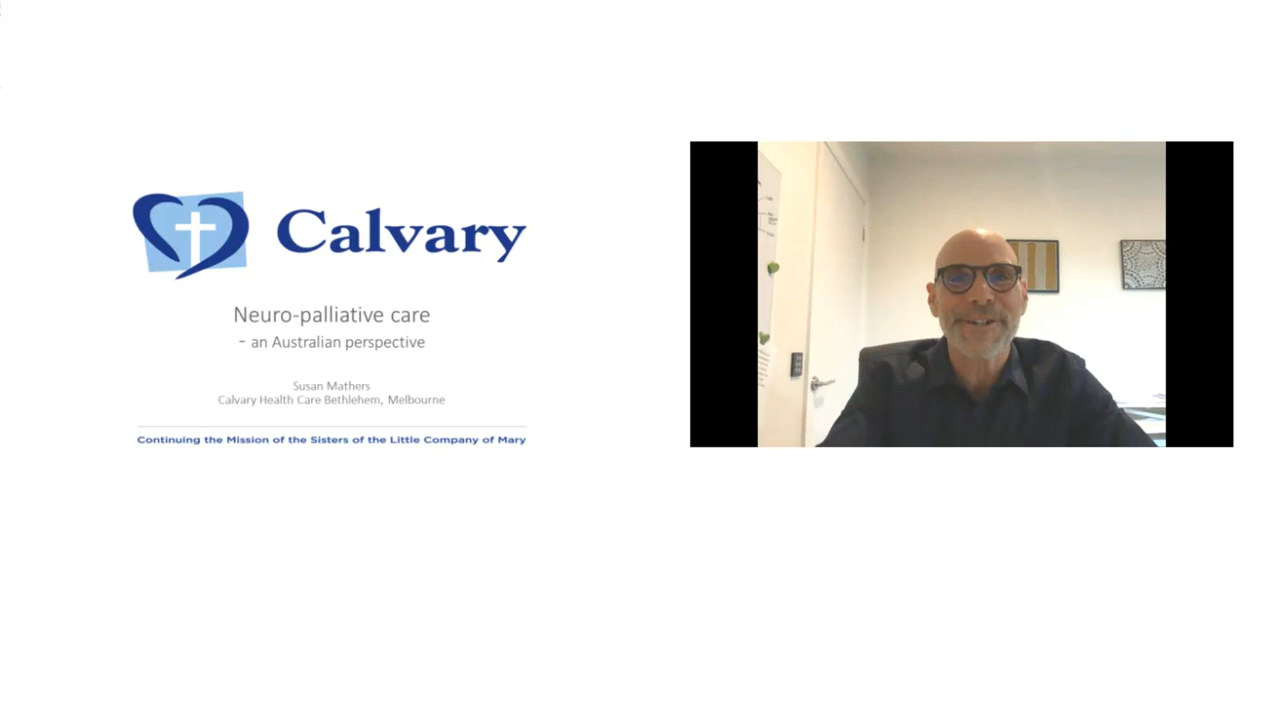 Calvary
Neuro-palliative care
- an Australian perspective
Susan Mathers
Calvary Health Care Bethlehem, Melbourne
Continuing the Mission of the Sisters of the Little Company of Mary